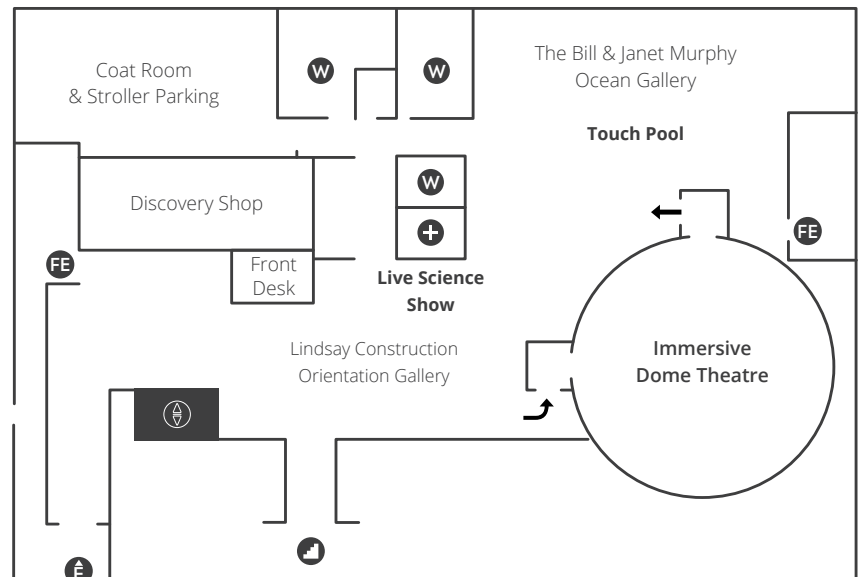 W
W
The Bill & Janet Murphy
Ocean Gallery
Coat Room
& Stroller Parking
Touch Pool
W
Discovery Shop
FE
FE
Front
Desk
Live Science
Show
Lindsay Construction
Orientation Gallery
Immersive
Dome Theatre
E